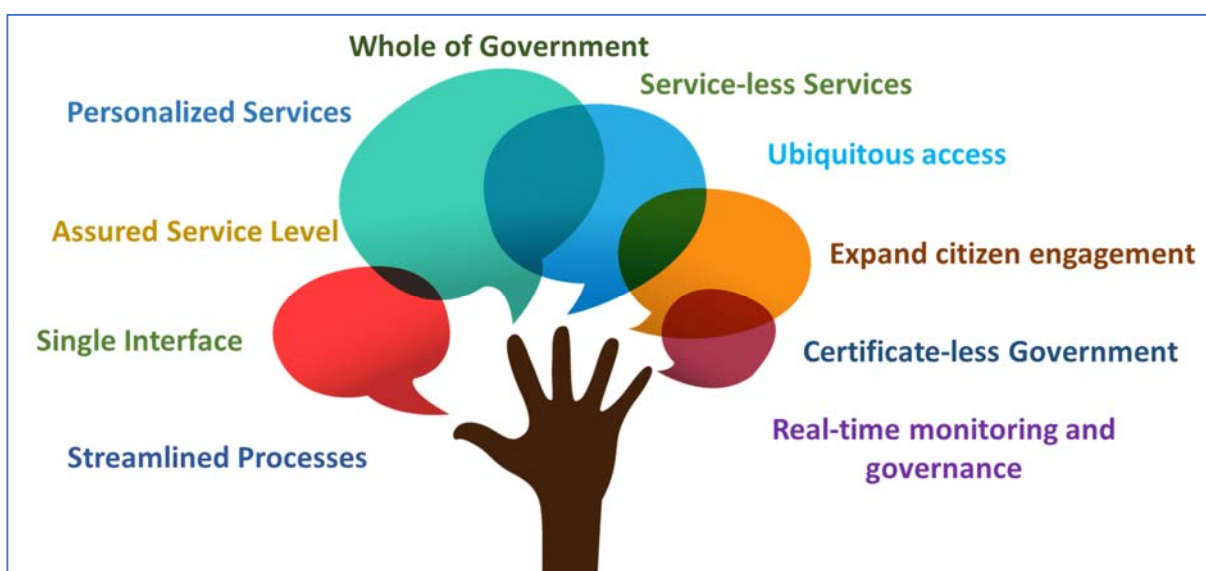 Whole of Government
Service-less Services
Personalized Services
Ubiquitous access
Assured Service Level
Expand citizen engagement
Single Interface
Certificate-less Government
Real-time monitoring and
governance
Streamlined Processes